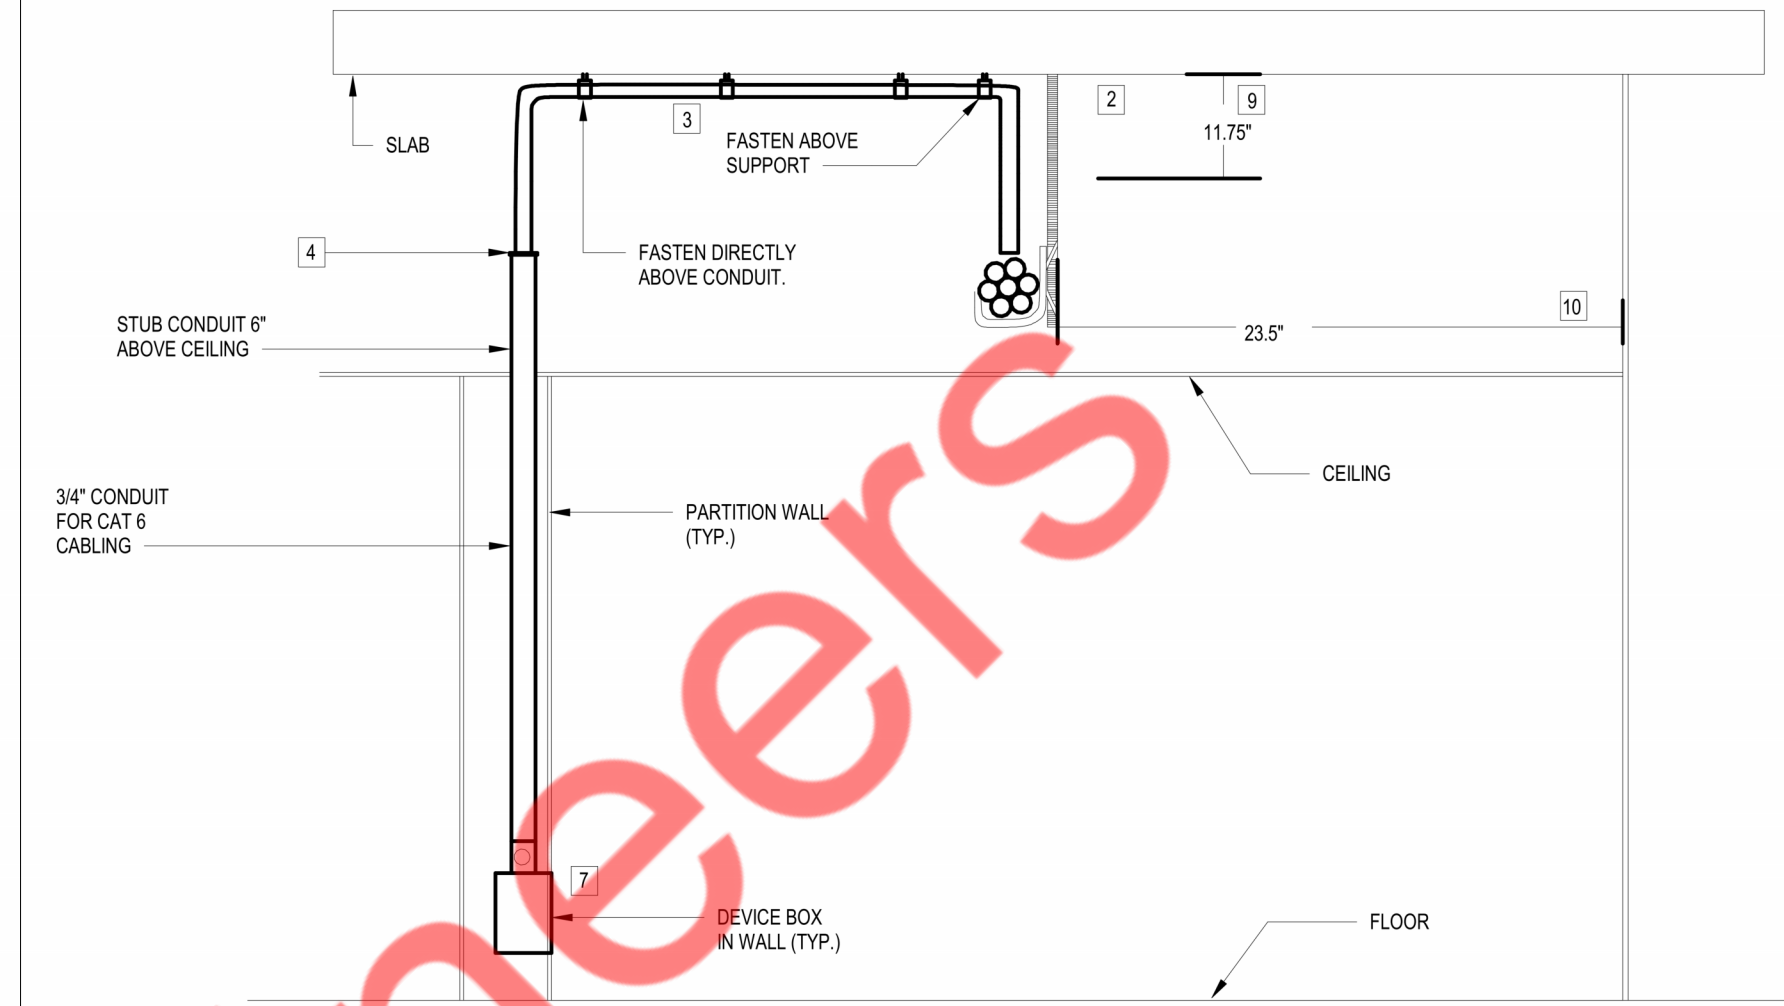 2
9
3
11.75"
FASTEN ABOVE
SUPPORT
SLAB
4
FASTEN DIRECTLY
ABOVE CONDUIT.
10
STUB CONDUIT 6"
ABOVE CEILING
23.5"
CEILING
3/4" CONDUIT
FOR CAT 6
CABLING
PARTITION WALL
(TYP.)
7
DEVICE BOX
IN WALL (TYP.)
FLOOR
neers